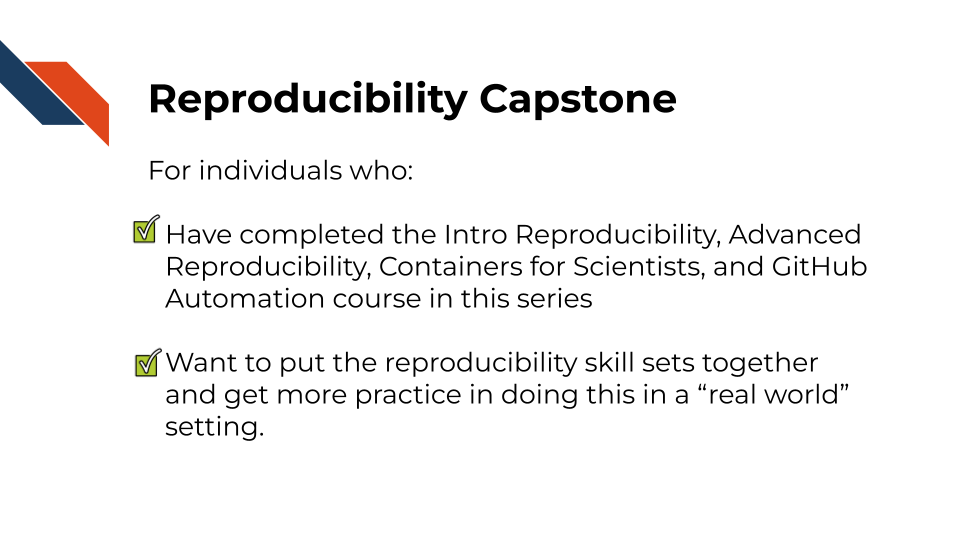 Reproducibility Capstone
For individuals who:
Have completed the Intro Reproducibility, Advanced
Reproducibility, Containers for Scientists, and GitHub
Automation course in this series
Want to put the reproducibility skill sets together
and get more practice in doing this in a “real world”
setting.